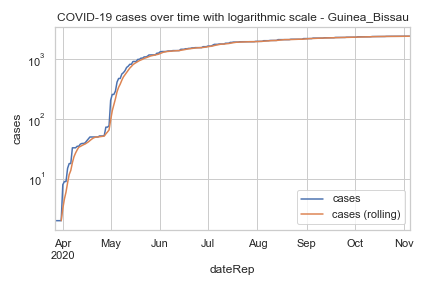 COVID-19 cases over time with logarithmic scale - Guinea_Bissau
cases
10³
10²
10¹
cases
cases (rolling)
Apr May Jun Jul Aug Sep Oct Nov
2020
dateRep